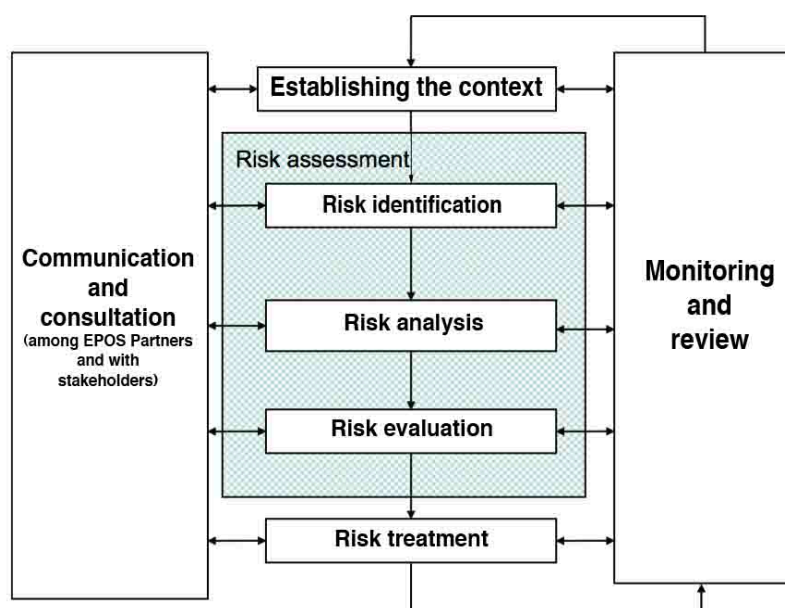 Establishing the context
Risk assessment
Risk identification
Communication
and
consultation
(among EPOS Partners
and with
stakeholders)
Monitoring
and
review
Risk analysis
Risk evaluation
Risk treatment